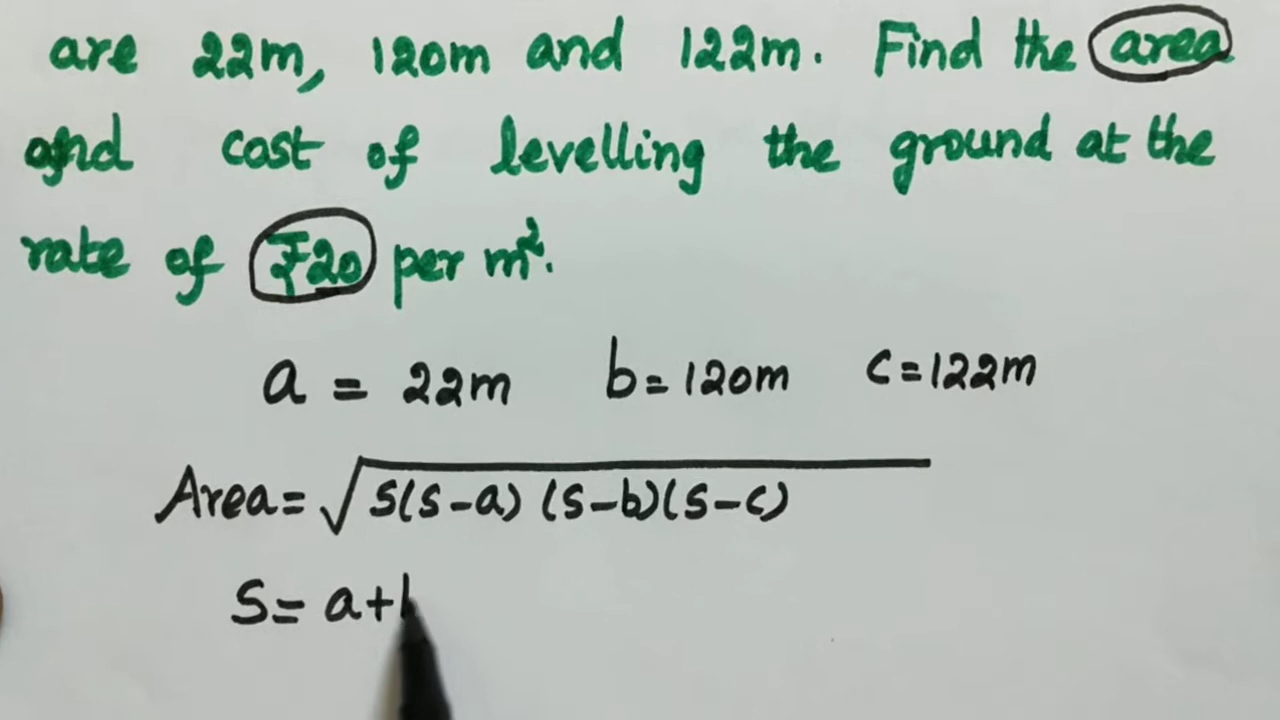 are 22m, 120m and 122m. Find the area
and cost of levelling the ground at the
rate of ₹20 per m².
a = 22m b=120m c=122m
Area=√s(s-a) (s-b)(s-c)
S= a+